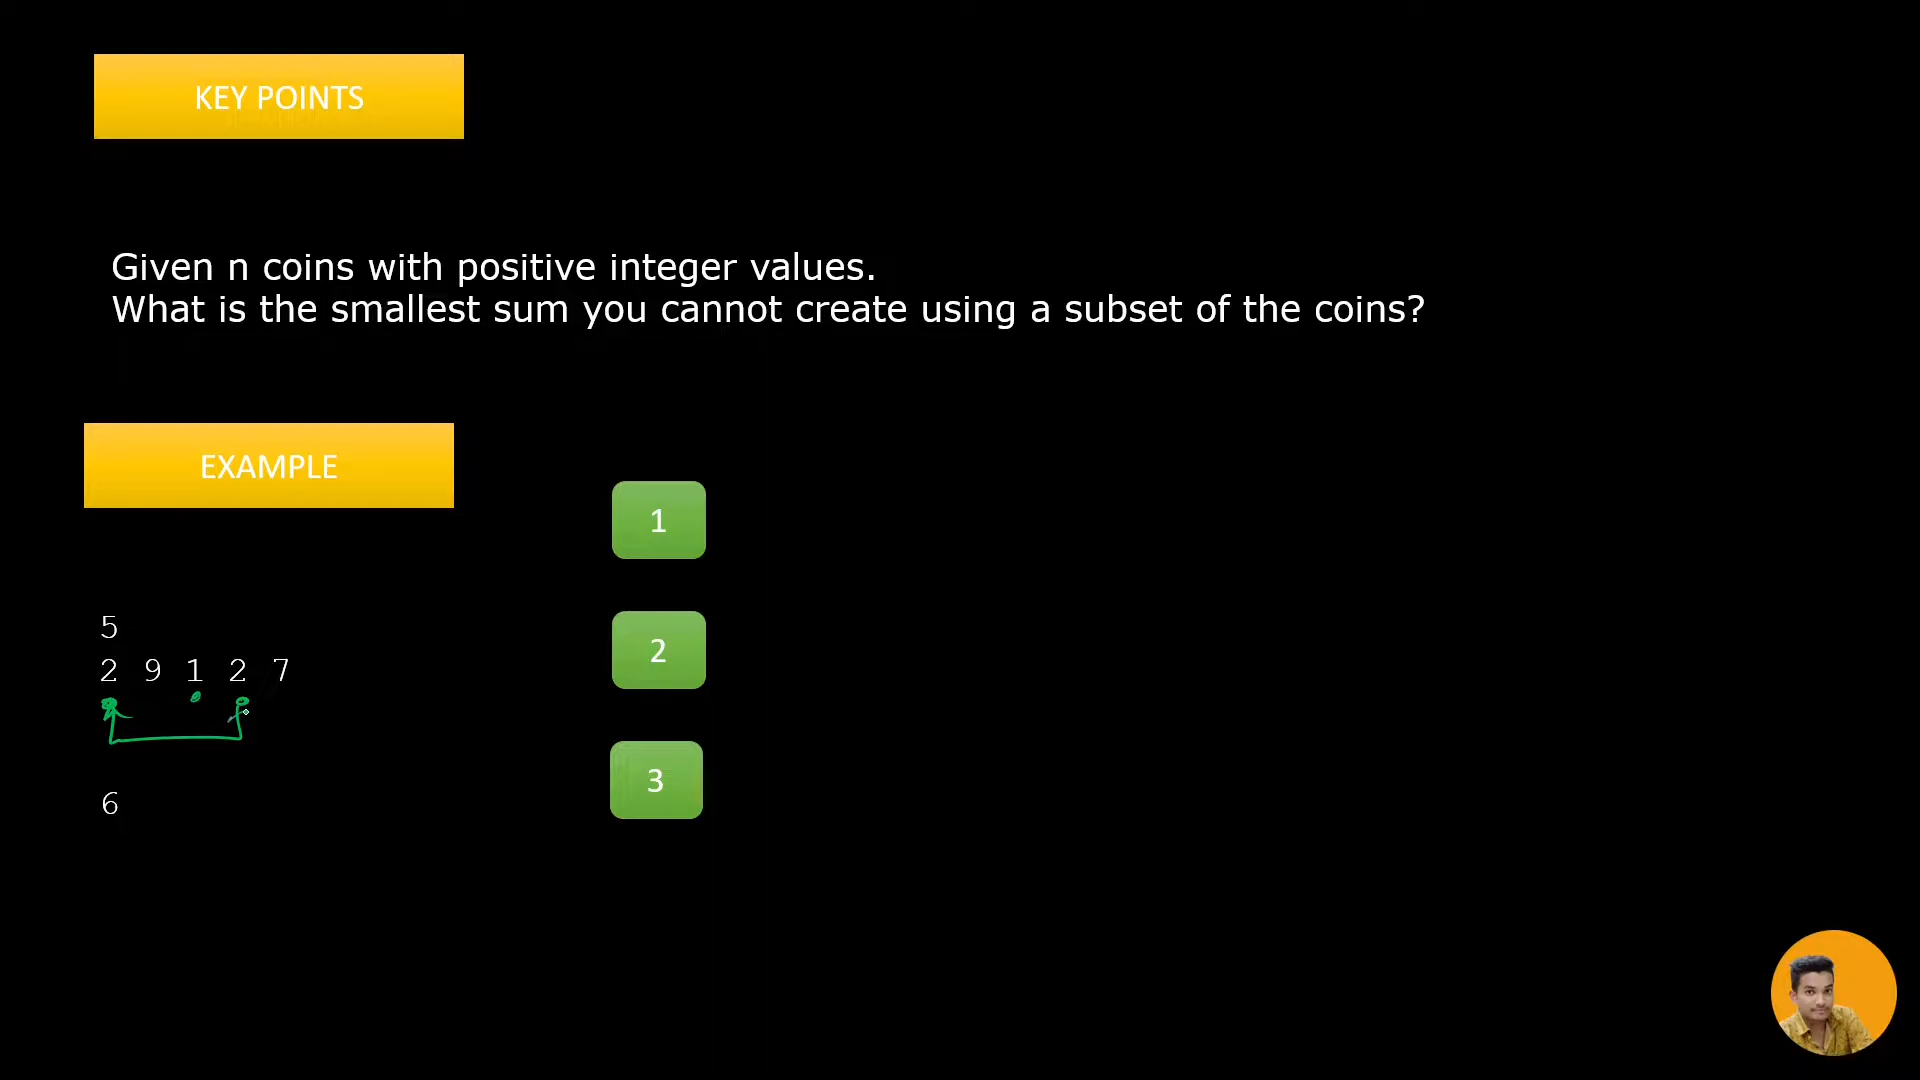 KEY POINTS
Given n coins with positive integer values.
What is the smallest sum you cannot create using a subset of the coins?
EXAMPLE
1
5
2 9 1 2 7
2
3
6